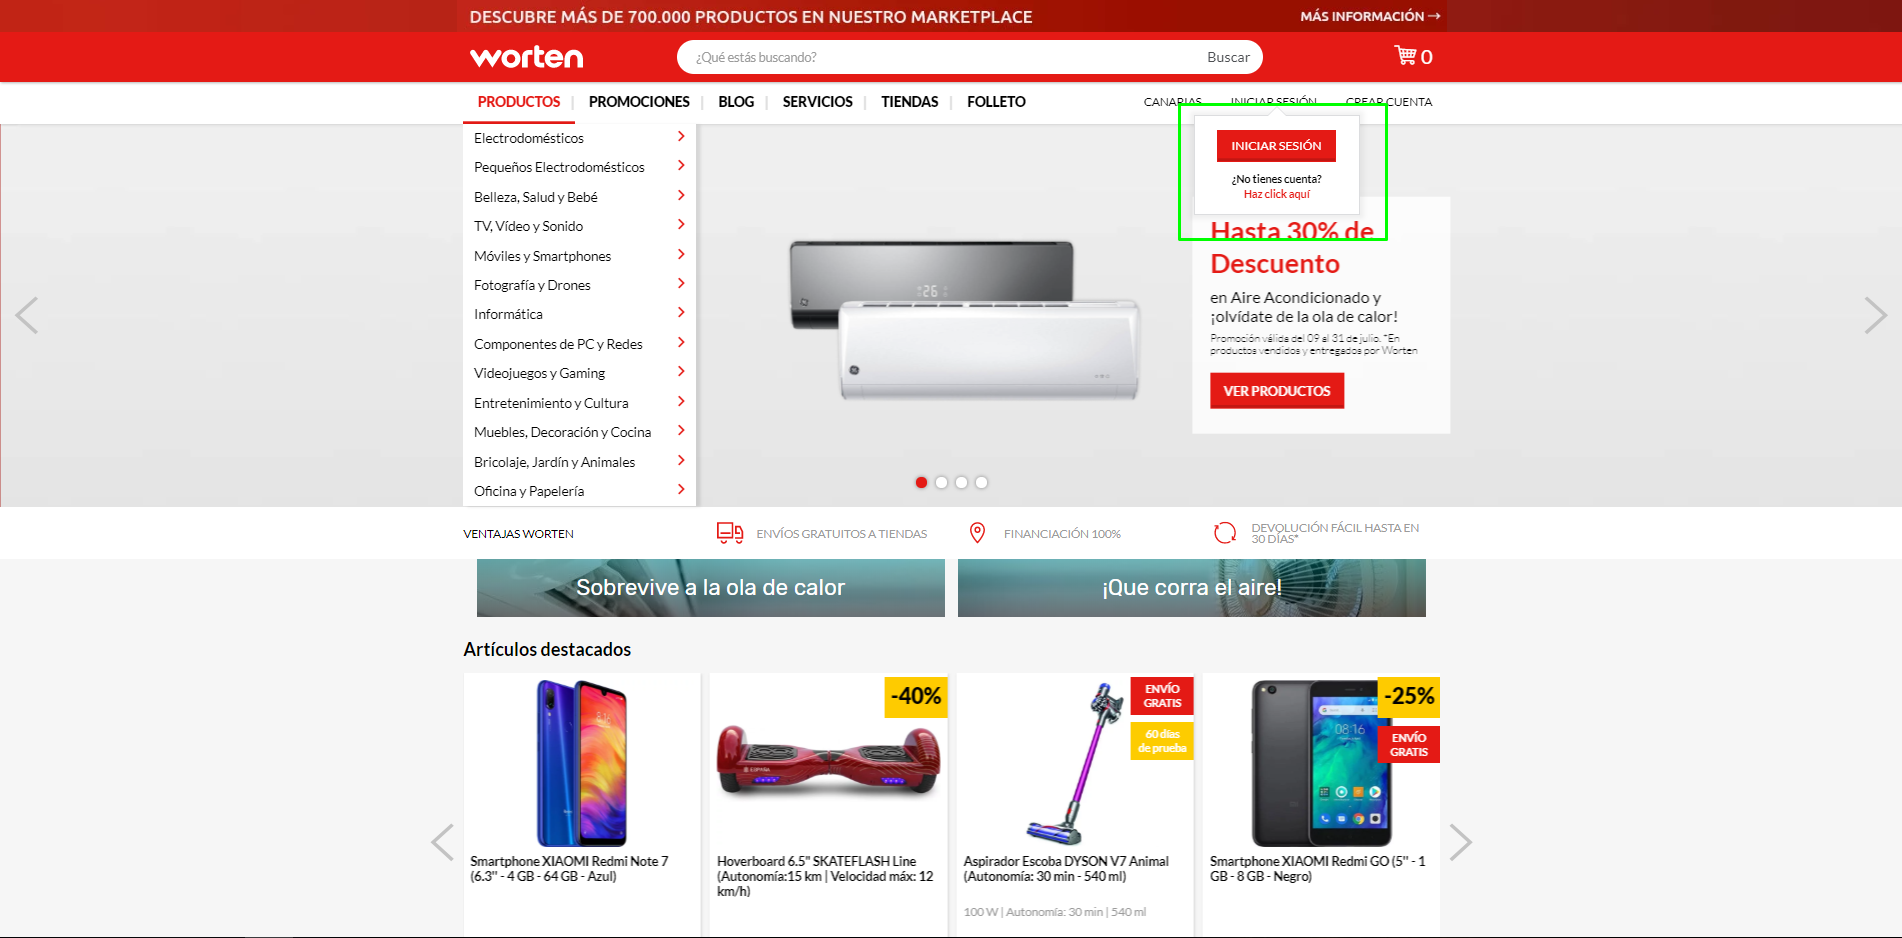 DESCUBRE MÁS DE 700.000 PRODUCTOS EN NUESTRO MARKETPLACE
MÁS INFORMACIÓN →
worten
¿Qué estás buscando?
Buscar
0
PRODUCTOS | PROMOCIONES | BLOG | SERVICIOS | TIENDAS | FOLLETO
CANARIAS
INICIAR SESIÓN
CREAR CUENTA
INICIAR SESIÓN
¿No tienes cuenta?
Haz click aquí
Electrodomésticos
Pequeños Electrodomésticos
Belleza, Salud y Bebé
TV, Vídeo y Sonido
Móviles y Smartphones
Fotografía y Drones
Informática
Componentes de PC y Redes
Videojuegos y Gaming
Entretenimiento y Cultura
Muebles, Decoración y Cocina
Bricolaje, Jardín y Animales
Oficina y Papelería
26
Hasta 30% de
Descuento
en Aire Acondicionado y
¡olvídate de la ola de calor!
Promoción válida del 09 al 31 de julio. *En
productos vendidos y entregados por Worten
VER PRODUCTOS
VENTAJAS WORTEN
ENVÍOS GRATUITOS A TIENDAS
FINANCIACIÓN 100%
DEVOLUCIÓN FÁCIL HASTA EN
30 DÍAS*
Sobrevive a la ola de calor
¡Que corra el aire!
Artículos destacados
8:16
Smartphone XIAOMI Redmi Note 7
(6.3'' - 4 GB - 64 GB - Azul)
-40%
ESPAÑA
Hoverboard 6.5" SKATEFLASH Line
(Autonomía:15 km | Velocidad máx: 12
km/h)
ENVÍO
GRATIS
60 días
de prueba
Aspirador Escoba DYSON V7 Animal
(Autonomía: 30 min - 540 ml)
100 W | Autonomía: 30 min | 540 ml
-25%
ENVÍO
GRATIS
08:16
Smartphone XIAOMI Redmi GO (5'' - 1
GB - 8 GB - Negro)